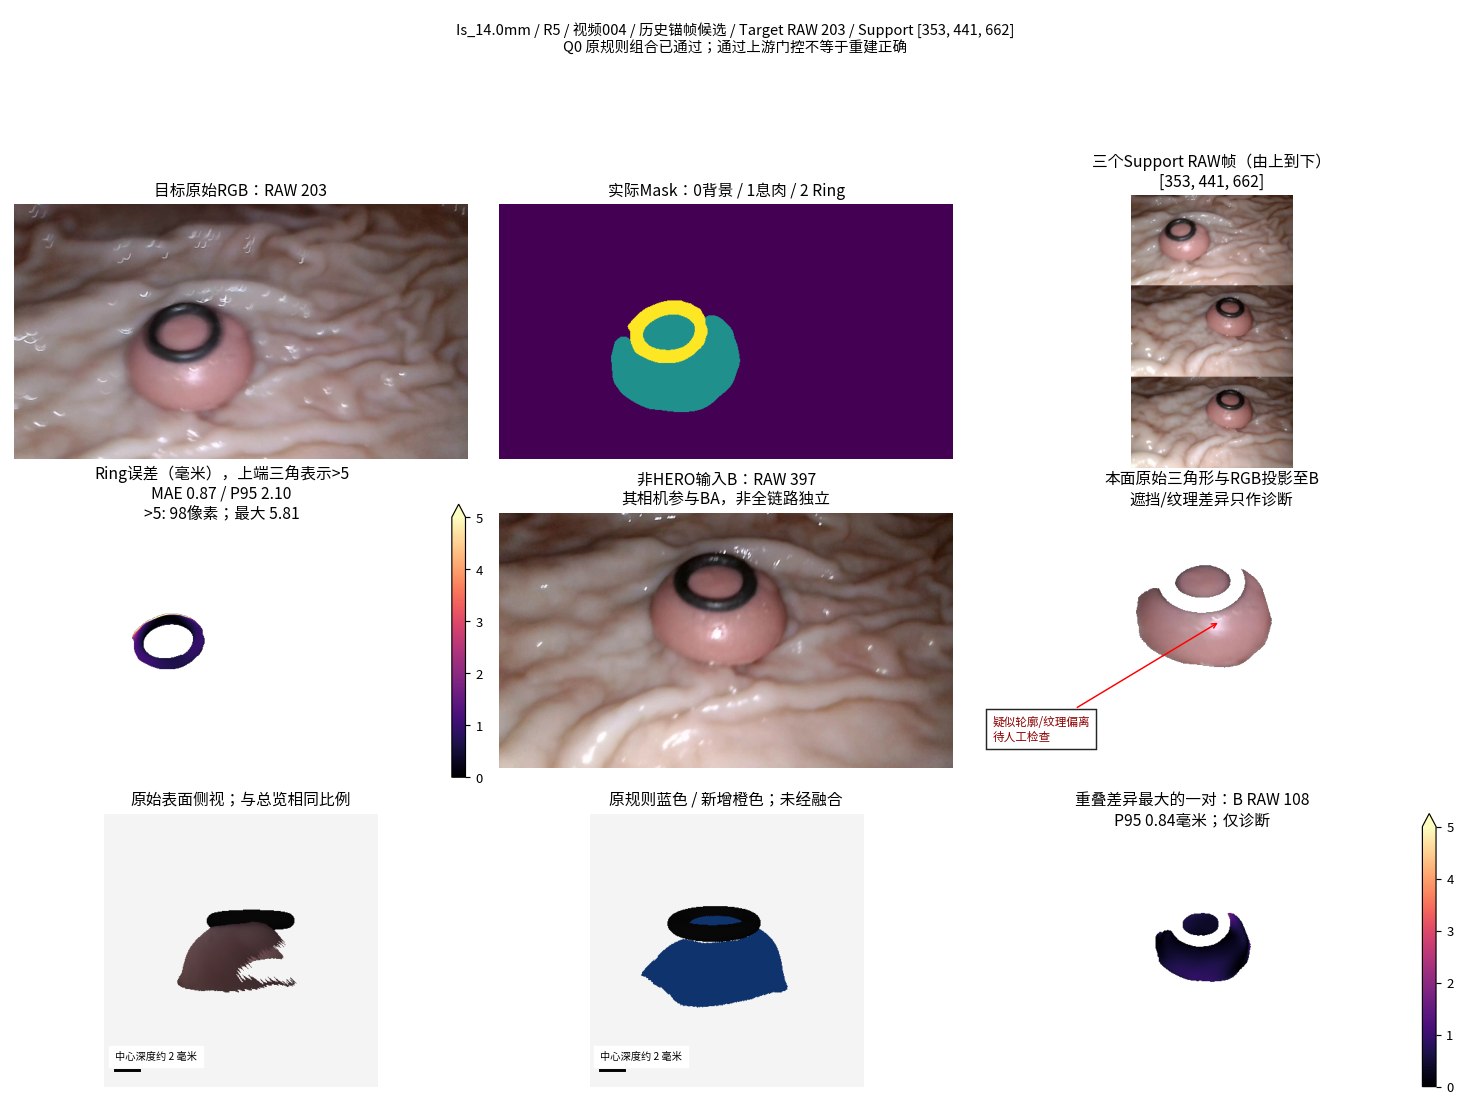 Is_14.0mm / R5 / 视频004 / 历史锚帧候选 / Target RAW 203 / Support [353, 441, 662]
Q0 原规则组合已通过；通过上游门控不等于重建正确
目标原始RGB：RAW 203
实际Mask：0背景 / 1息肉 / 2 Ring
三个Support RAW帧（由上到下）
[353, 441, 662]
Ring误差（毫米），上端三角表示>5
MAE 0.87 / P95 2.10
>5: 98像素；最大 5.81
5
4
3
2
1
0
非HERO输入B：RAW 397
其相机参与BA，非全链路独立
本面原始三角形与RGB投影至B
遮挡/纹理差异只作诊断
疑似轮廓/纹理偏离
待人工检查
原始表面侧视；与总览相同比例
中心深度约 2 毫米
原规则蓝色 / 新增橙色；未经融合
中心深度约 2 毫米
重叠差异最大的一对：B RAW 108
P95 0.84毫米；仅诊断
5
4
3
2
1
0